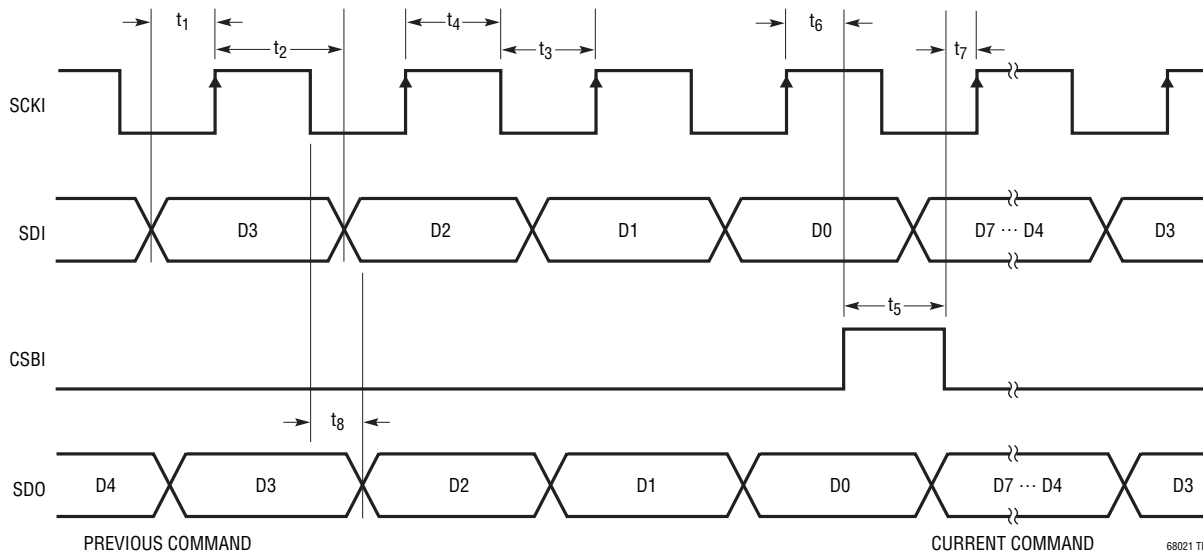 t1 t2 t4 t3 t6 t7
SCKI
SDI D3 D2 D1 D0 D7 ··· D4 D3
t5
CSBI
t8
SDO D4 D3 D2 D1 D0 D7 ··· D4 D3
PREVIOUS COMMAND CURRENT COMMAND